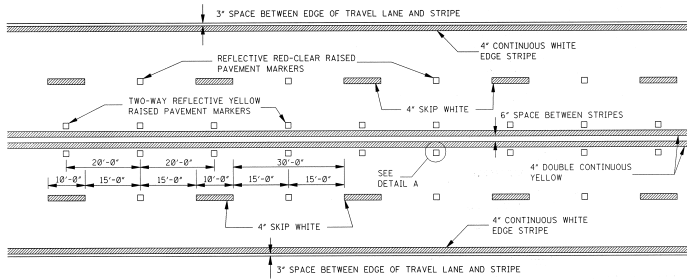 3" SPACE BETWEEN EDGE OF TRAVEL LANE AND STRIPE
4" CONTINUOUS WHITE
EDGE STRIPE
REFLECTIVE RED-CLEAR RAISED
PAVEMENT MARKERS
TWO-WAY REFLECTIVE YELLOW
RAISED PAVEMENT MARKERS
4" SKIP WHITE
6" SPACE BETWEEN STRIPES
20'-0" 20'-0" 30'-0"
10'-0" 15'-0" 15'-0" 10'-0" 15'-0" 15'-0"
SEE
DETAIL A
4" DOUBLE CONTINUOUS
YELLOW
4" SKIP WHITE
4" CONTINUOUS WHITE
EDGE STRIPE
3" SPACE BETWEEN EDGE OF TRAVEL LANE AND STRIPE